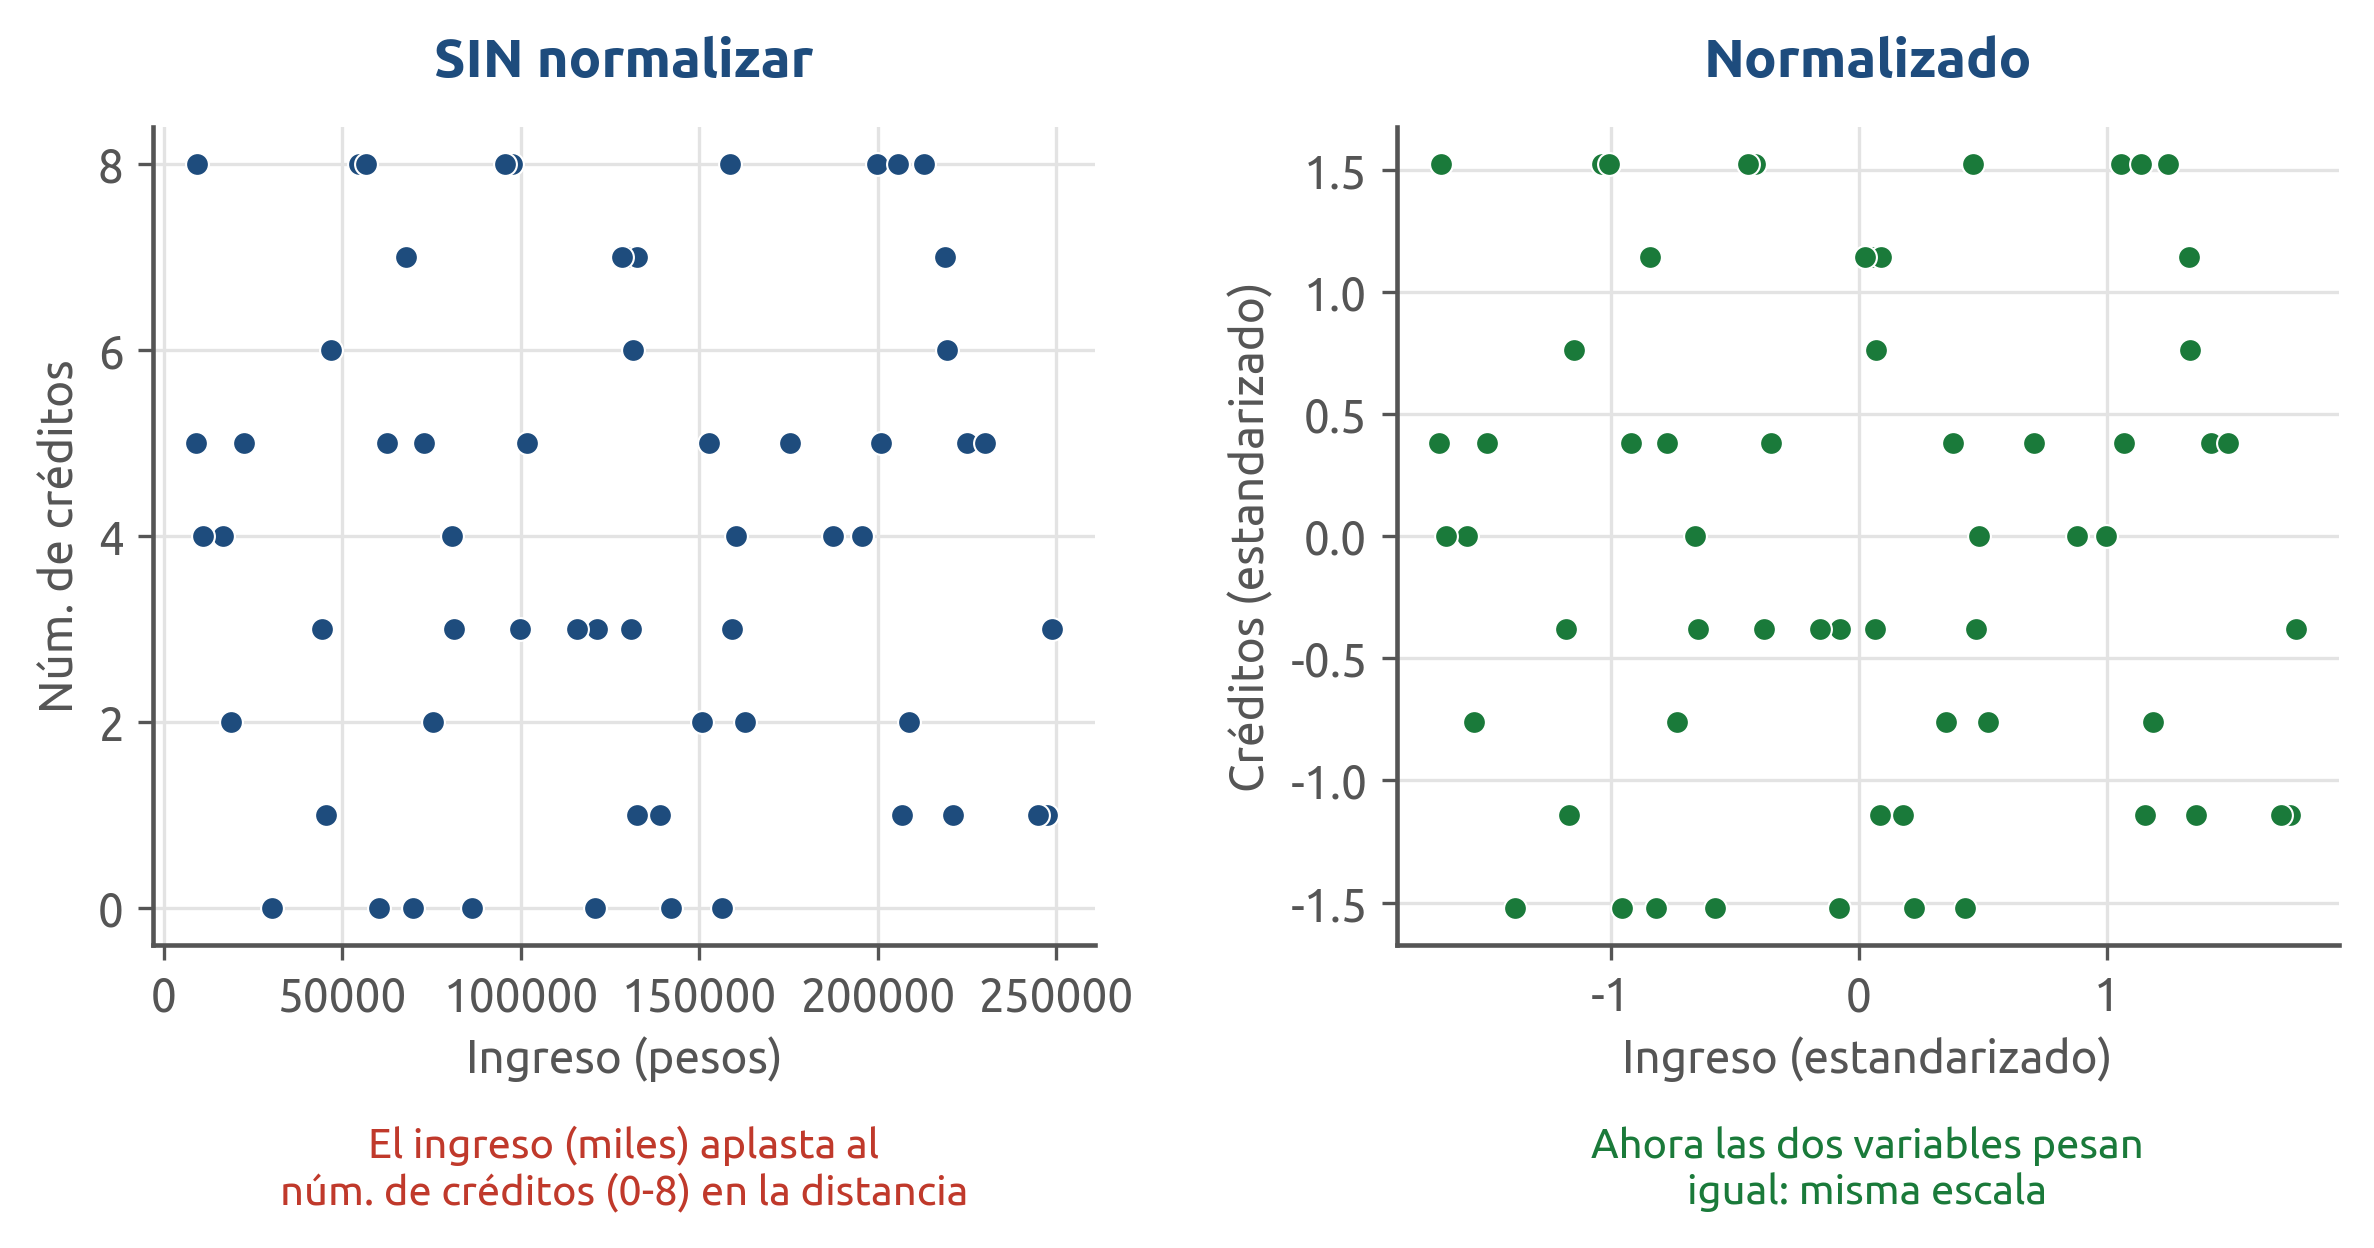 SIN normalizar
8
6
4
2
0
Núm. de créditos
0 50000 100000 150000 200000 250000
Ingreso (pesos)
El ingreso (miles) aplasta al
núm. de créditos (0-8) en la distancia
Normalizado
1.5
1.0
0.5
0.0
-0.5
-1.0
-1.5
Créditos (estandarizado)
-1 0 1
Ingreso (estandarizado)
Ahora las dos variables pesan
igual: misma escala